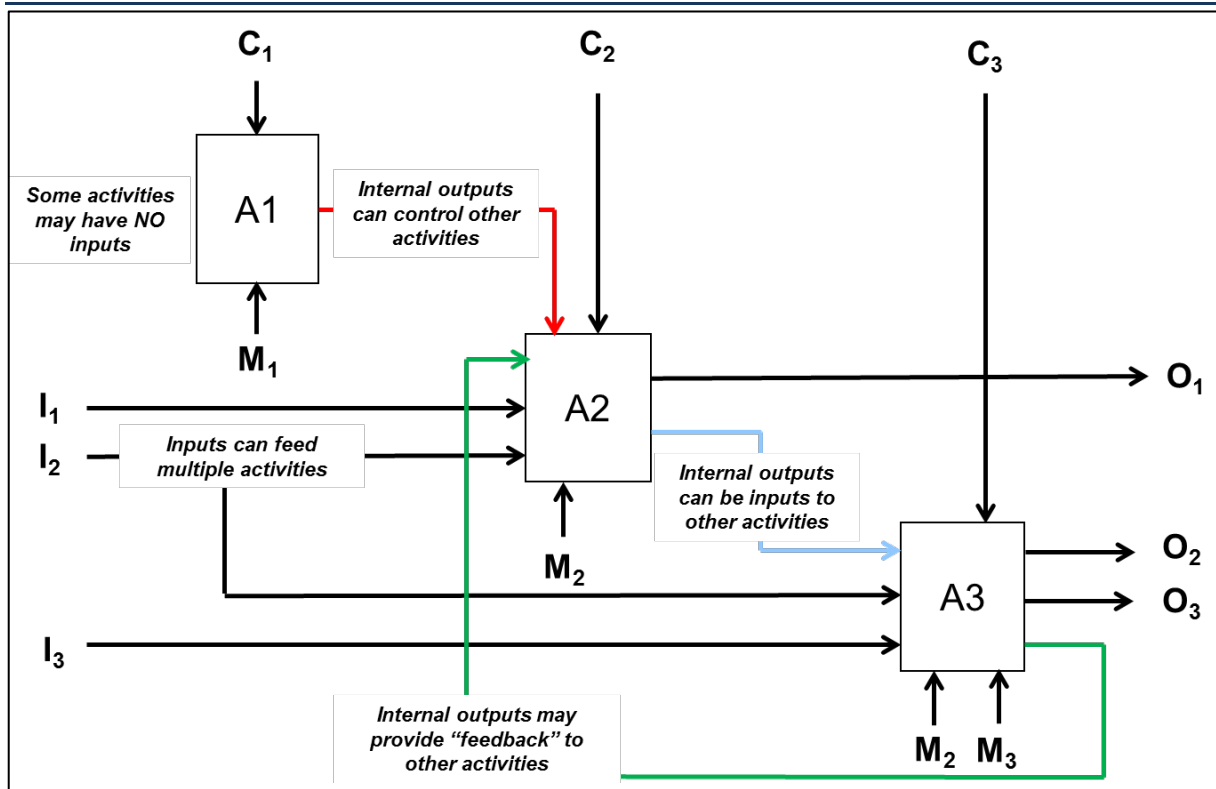 C₁
C₂
C₃
Some activities
may have NO
inputs
A1
Internal outputs
can control other
activities
M₁
I₁
A2
O₁
I₂
Inputs can feed
multiple activities
Internal outputs
can be inputs to
other activities
M₂
O₂
A3
O₃
I₃
Internal outputs may
provide “feedback” to
other activities
M₂ M₃